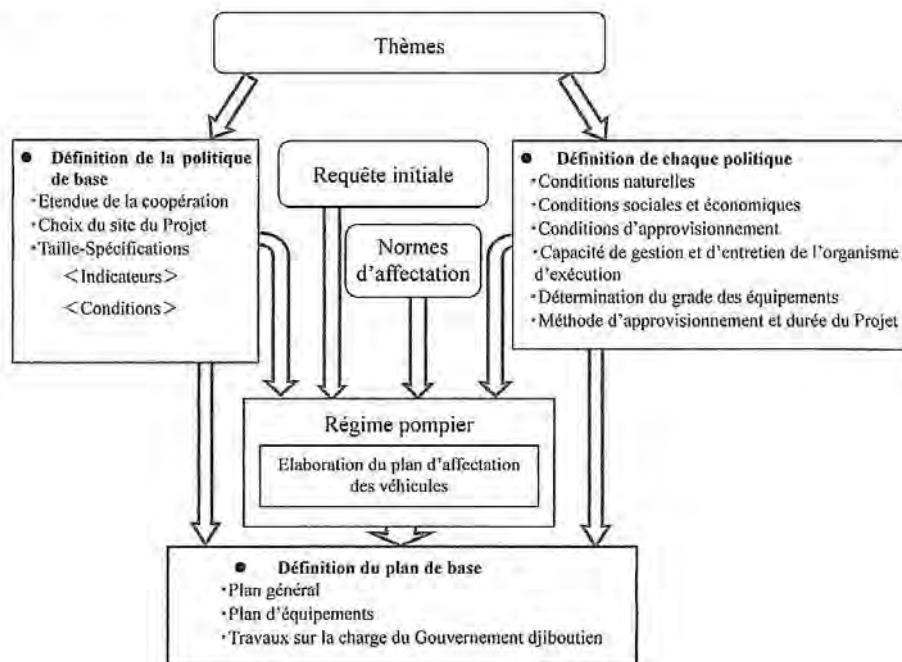 Thèmes
● Définition de la politique
de base
・Etendue de la coopération
・Choix du site du Projet
・Taille-Spécifications
＜Indicateurs＞
＜Conditions＞
Requête initiale
Normes
d'affectation
● Définition de chaque politique
・Conditions naturelles
・Conditions sociales et économiques
・Conditions d'approvisionnement
・Capacité de gestion et d'entretien de l'organisme
d'exécution
・Détermination du grade des équipements
・Méthode d'approvisionnement et durée du Projet
Régime pompier
Elaboration du plan d'affectation
des véhicules
● Définition du plan de base
・Plan général
・Plan d'équipements
・Travaux sur la charge du Gouvernement djiboutien